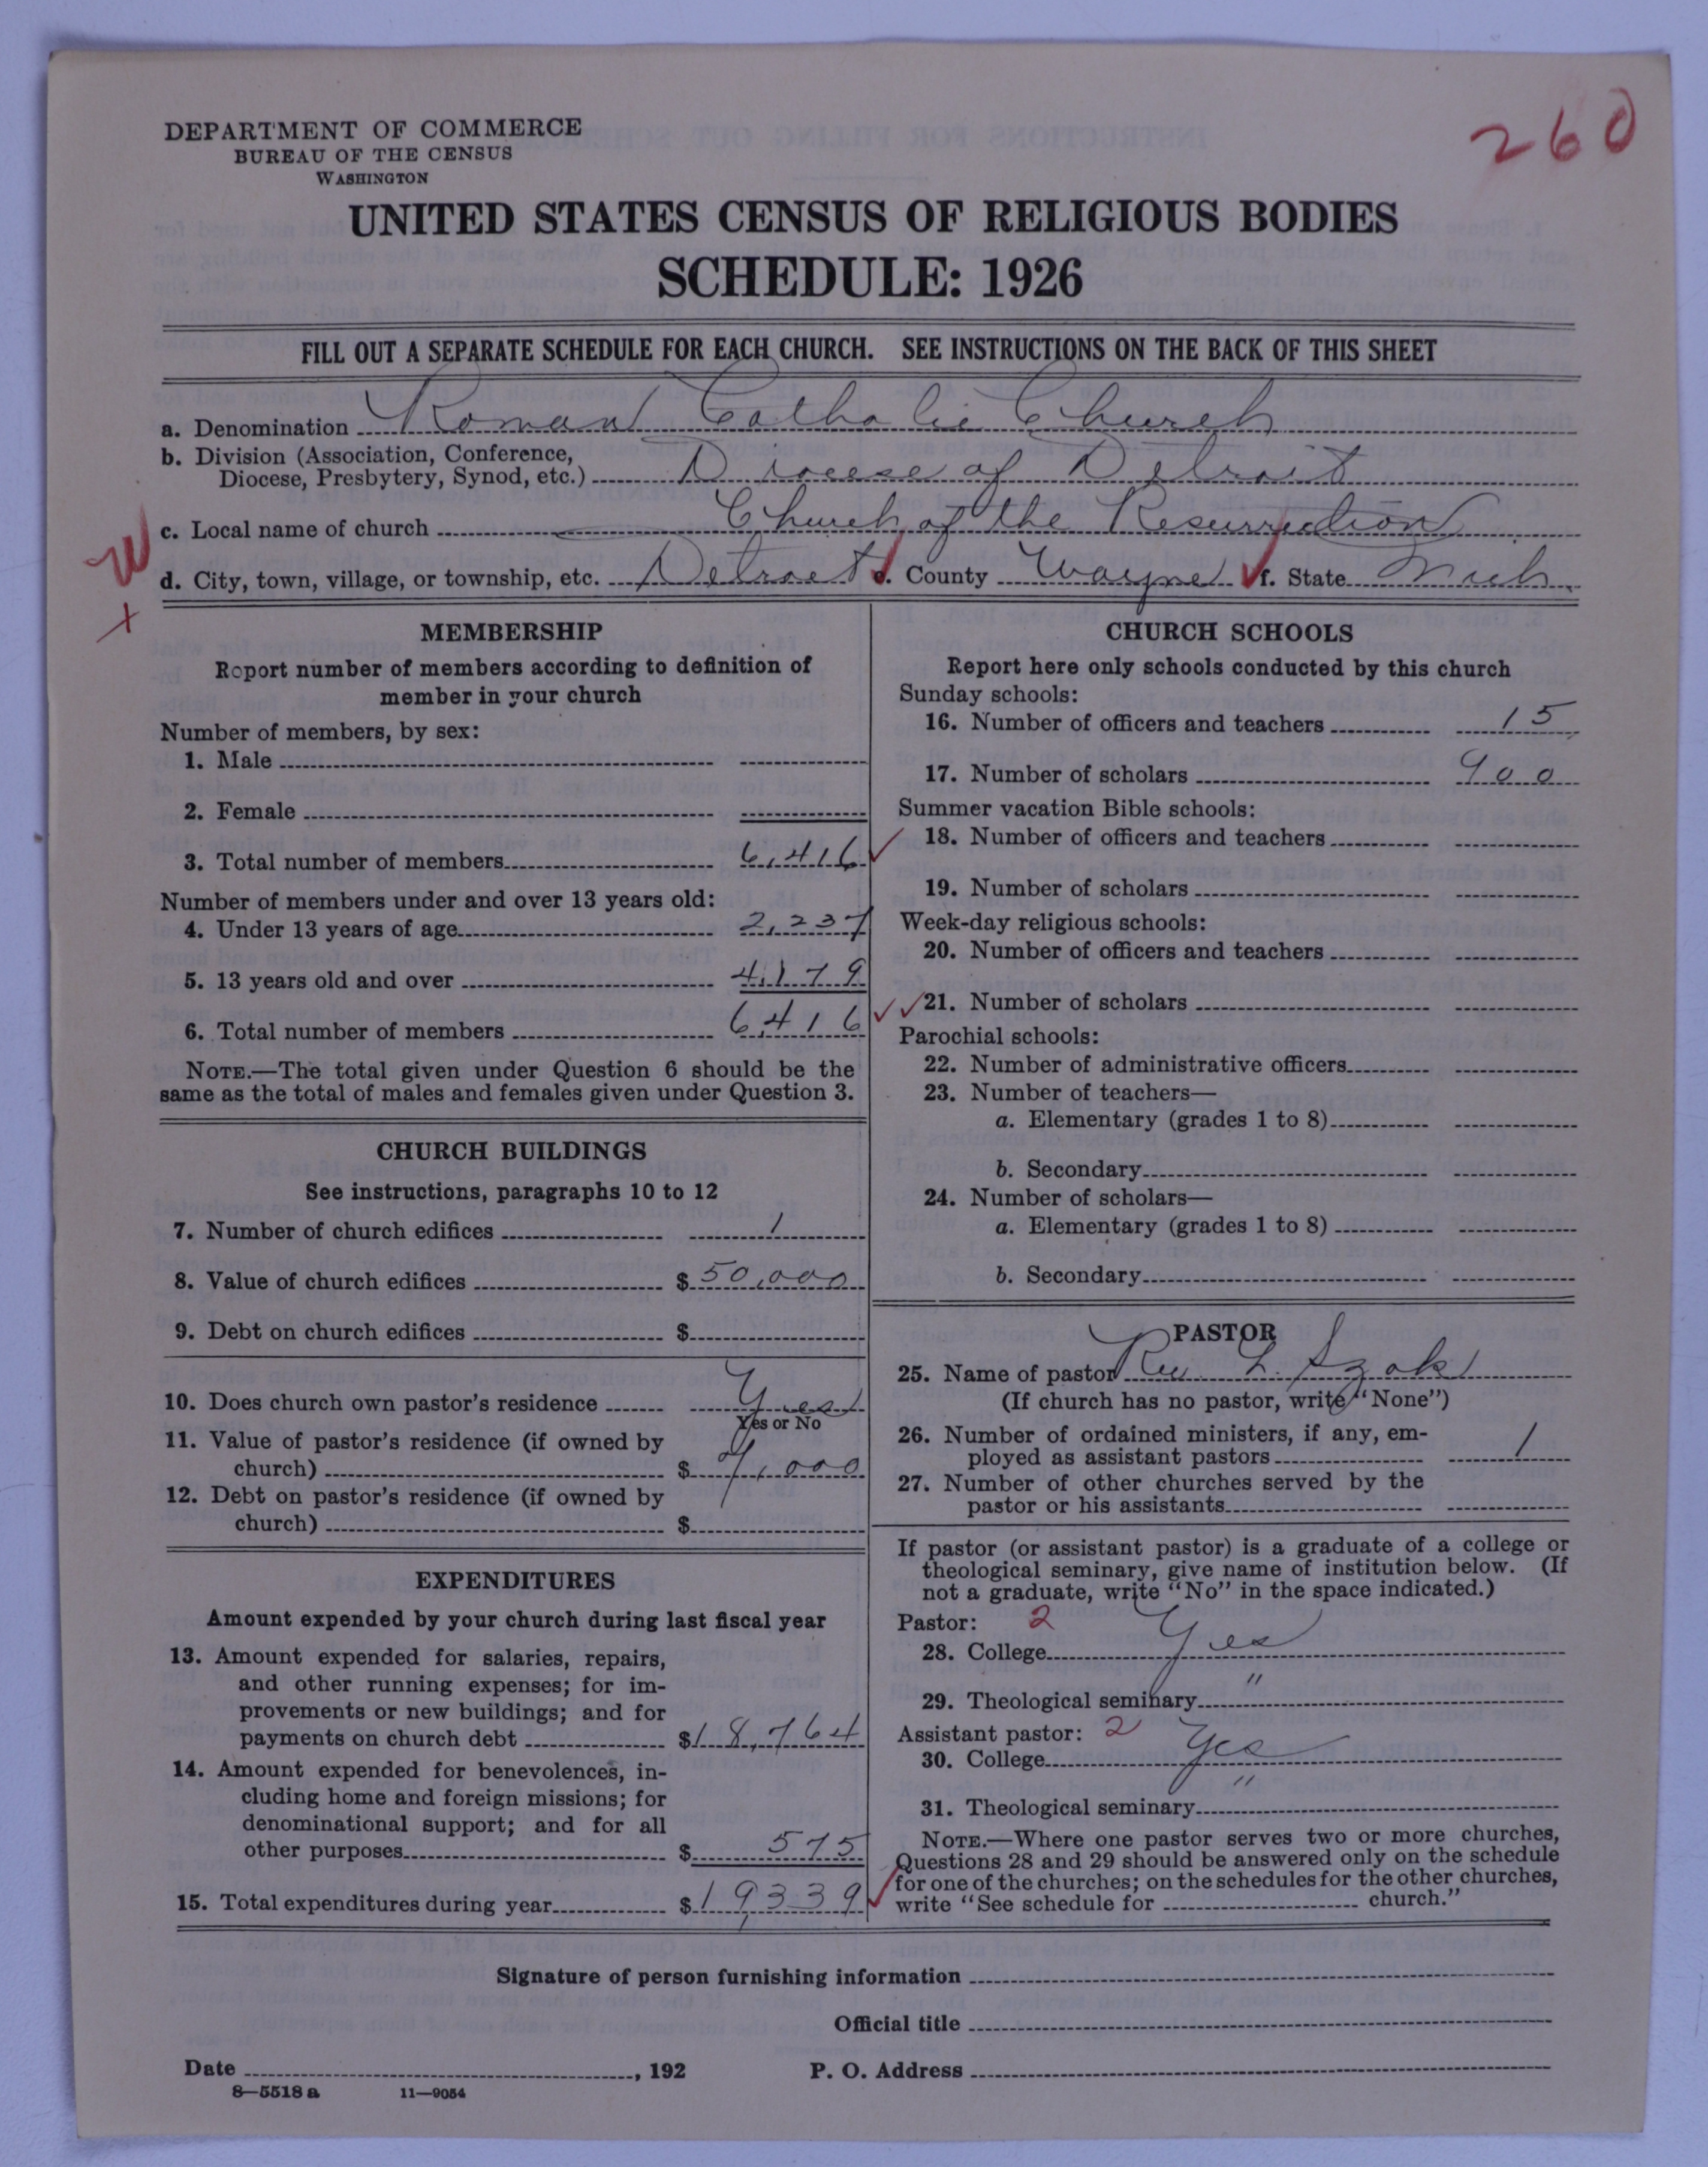 260
DEPARTMENT OF COMMERCE
BUREAU OF THE CENSUS
WASHINGTON
UNITED STATES CENSUS OF RELIGIOUS BODIES
SCHEDULE: 1926
FILL OUT A SEPARATE SCHEDULE FOR EACH CHURCH. SEE INSTRUCTIONS ON THE BACK OF THIS SHEET
a. Denomination Roman Catholic Church
b. Division (Association, Conference,
Diocese, Presbytery, Synod, etc.) Diocese of Detroit
c. Local name of church Church of the Resurrection
d. City, town, village, or township, etc. Detroit e. County Wayne f. State Mich.
MEMBERSHIP
Report number of members according to definition of
member in your church
Number of members, by sex:
1. Male
2. Female
3. Total number of members 6,416
Number of members under and over 13 years old:
4. Under 13 years of age 2,237
5. 13 years old and over 4,179
6. Total number of members 6,416
NOTE.—The total given under Question 6 should be the
same as the total of males and females given under Question 3.
CHURCH BUILDINGS
See instructions, paragraphs 10 to 12
7. Number of church edifices 1
8. Value of church edifices $50,000
9. Debt on church edifices $
10. Does church own pastor's residence Yes
Yes or No
11. Value of pastor's residence (if owned by
church) $ 7,000
12. Debt on pastor's residence (if owned by
church) $
EXPENDITURES
Amount expended by your church during last fiscal year
13. Amount expended for salaries, repairs,
and other running expenses; for im-
provements or new buildings; and for
payments on church debt $18,764
14. Amount expended for benevolences, in-
cluding home and foreign missions; for
denominational support; and for all
other purposes $ 575
15. Total expenditures during year $19,339
CHURCH SCHOOLS
Report here only schools conducted by this church
Sunday schools:
16. Number of officers and teachers 15
17. Number of scholars 900
Summer vacation Bible schools:
18. Number of officers and teachers
19. Number of scholars
Week-day religious schools:
20. Number of officers and teachers
21. Number of scholars
Parochial schools:
22. Number of administrative officers
23. Number of teachers—
a. Elementary (grades 1 to 8)
b. Secondary
24. Number of scholars—
a. Elementary (grades 1 to 8)
b. Secondary
PASTOR
25. Name of pastor Rev. L. Szoki
(If church has no pastor, write "None")
26. Number of ordained ministers, if any, em-
ployed as assistant pastors 1
27. Number of other churches served by the
pastor or his assistants
If pastor (or assistant pastor) is a graduate of a college or
theological seminary, give name of institution below. (If
not a graduate, write "No" in the space indicated.)
Pastor: 2
28. College Yes
29. Theological seminary "
Assistant pastor: 2
30. College Yes
31. Theological seminary "
NOTE.—Where one pastor serves two or more churches,
Questions 28 and 29 should be answered only on the schedule
for one of the churches; on the schedules for the other churches,
write "See schedule for church."
Signature of person furnishing information
Official title
Date , 192 P. O. Address
8—5518 a 11—9054